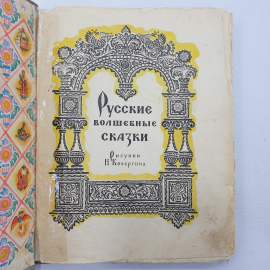 Русские
волшебные
сказки
Рисунки
Н Кочергина